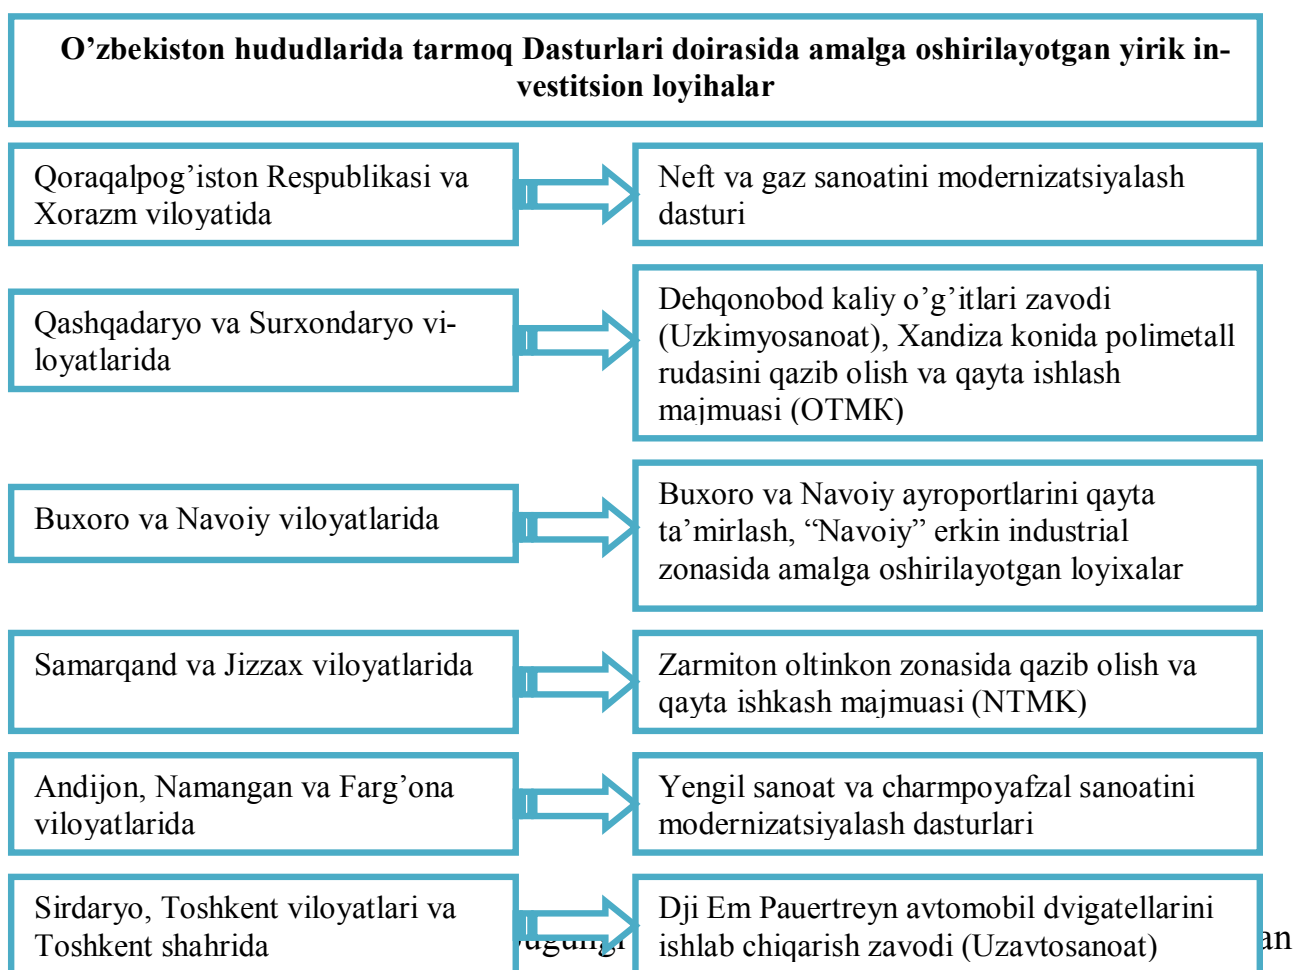 O’zbekiston hududlarida tarmoq Dasturlari doirasida amalga oshirilayotgan yirik in-
vestitsion loyihalar
Qoraqalpog’iston Respublikasi va
Xorazm viloyatida
Neft va gaz sanoatini modernizatsiyalash
dasturi
Qashqadaryo va Surxondaryo vi-
loyatlarida
Dehqonobod kaliy o’g’itlari zavodi
(Uzkimyosanoat), Xandiza konida polimetall
rudasini qazib olish va qayta ishlash
majmuasi (OTMK)
Buxoro va Navoiy viloyatlarida
Buxoro va Navoiy ayroportlarini qayta
ta’mirlash, “Navoiy” erkin industrial
zonasida amalga oshirilayotgan loyixalar
Samarqand va Jizzax viloyatlarida
Zarmiton oltinkon zonasida qazib olish va
qayta ishkash majmuasi (NTMK)
Andijon, Namangan va Farg’ona
viloyatlarida
Yengil sanoat va charmpoyafzal sanoatini
modernizatsiyalash dasturlari
Sirdaryo, Toshkent viloyatlari va
Toshkent shahrida
Dji Em Pauertreyn avtomobil dvigatellarini
ishlab chiqarish zavodi (Uzavtosanoat)